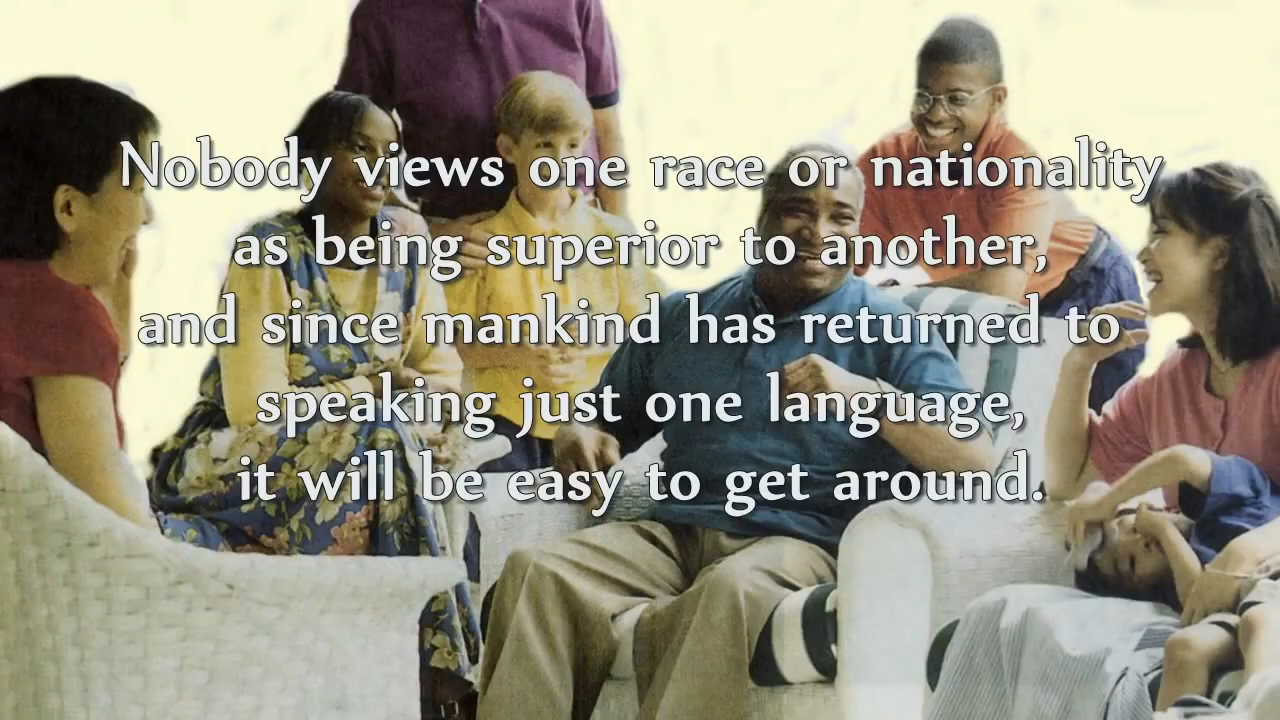 Nobody views one race or nationality
as being superior to another,
and since mankind has returned to
speaking just one language,
it will be easy to get around.